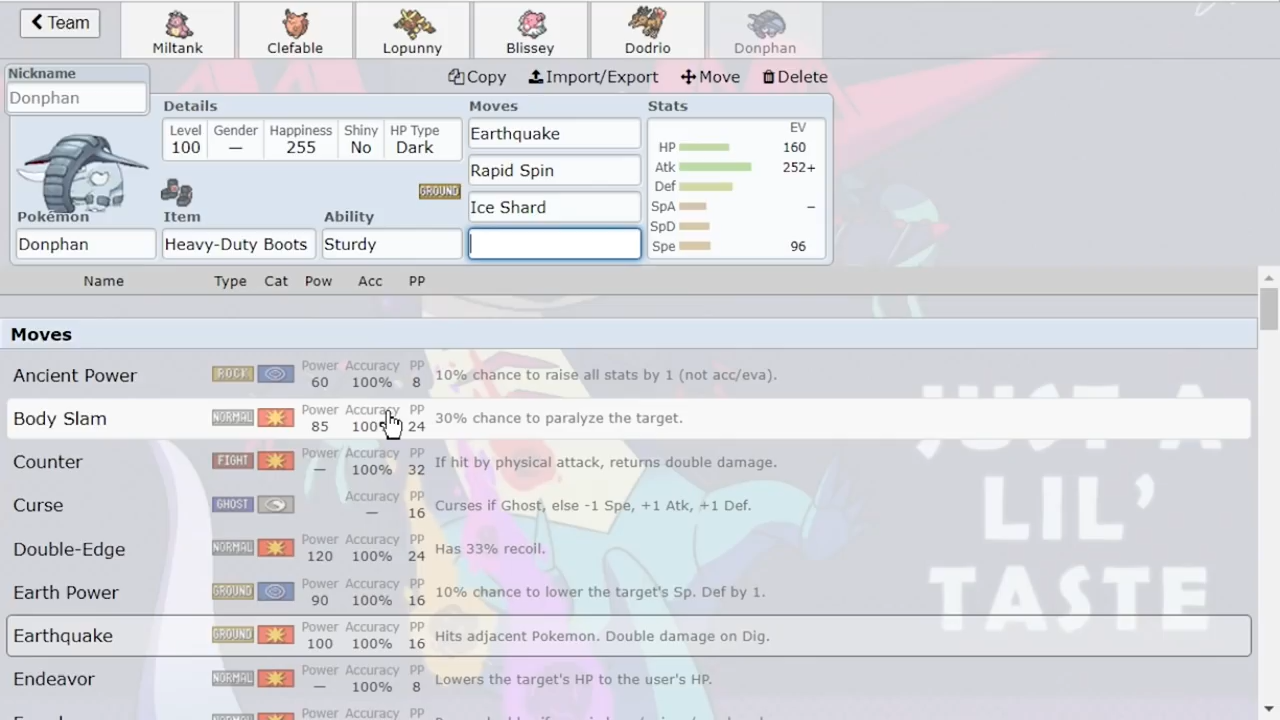 Team
Miltank
Clefable
Lopunny
Blissey
Dodrio
Donphan
Nickname
Donphan
Copy
Import/Export
Move
Delete
Details
Level
100
Gender
—
Happiness
255
Shiny
No
HP Type
Dark
GROUND
Pokémon
Donphan
Item
Heavy-Duty Boots
Ability
Sturdy
Moves
Earthquake
Rapid Spin
Ice Shard
Stats
EV
HP 160
Atk 252+
Def
SpA –
SpD
Spe 96
Name Type Cat Pow Acc PP
Moves
Power Accuracy PP
Ancient Power ROCK 60 100% 8 10% chance to raise all stats by 1 (not acc/eva).
Power Accuracy PP
Body Slam NORMAL 85 24 30% chance to paralyze the target.
Power Accuracy PP
Counter FIGHT — 100% 32 If hit by physical attack, returns double damage.
Accuracy PP
Curse GHOST — 16 Curses if Ghost, else -1 Spe, +1 Atk, +1 Def.
Power Accuracy PP
Double-Edge NORMAL 120 100% 24 Has 33% recoil.
Power Accuracy PP
Earth Power GROUND 90 100% 16 10% chance to lower the target's Sp. Def by 1.
Power Accuracy PP
Earthquake GROUND 100 100% 16 Hits adjacent Pokemon. Double damage on Dig.
Power Accuracy PP
Endeavor NORMAL — 100% 8 Lowers the target's HP to the user's HP.
Power Accuracy PP
JUST A
LIL'
TASTE